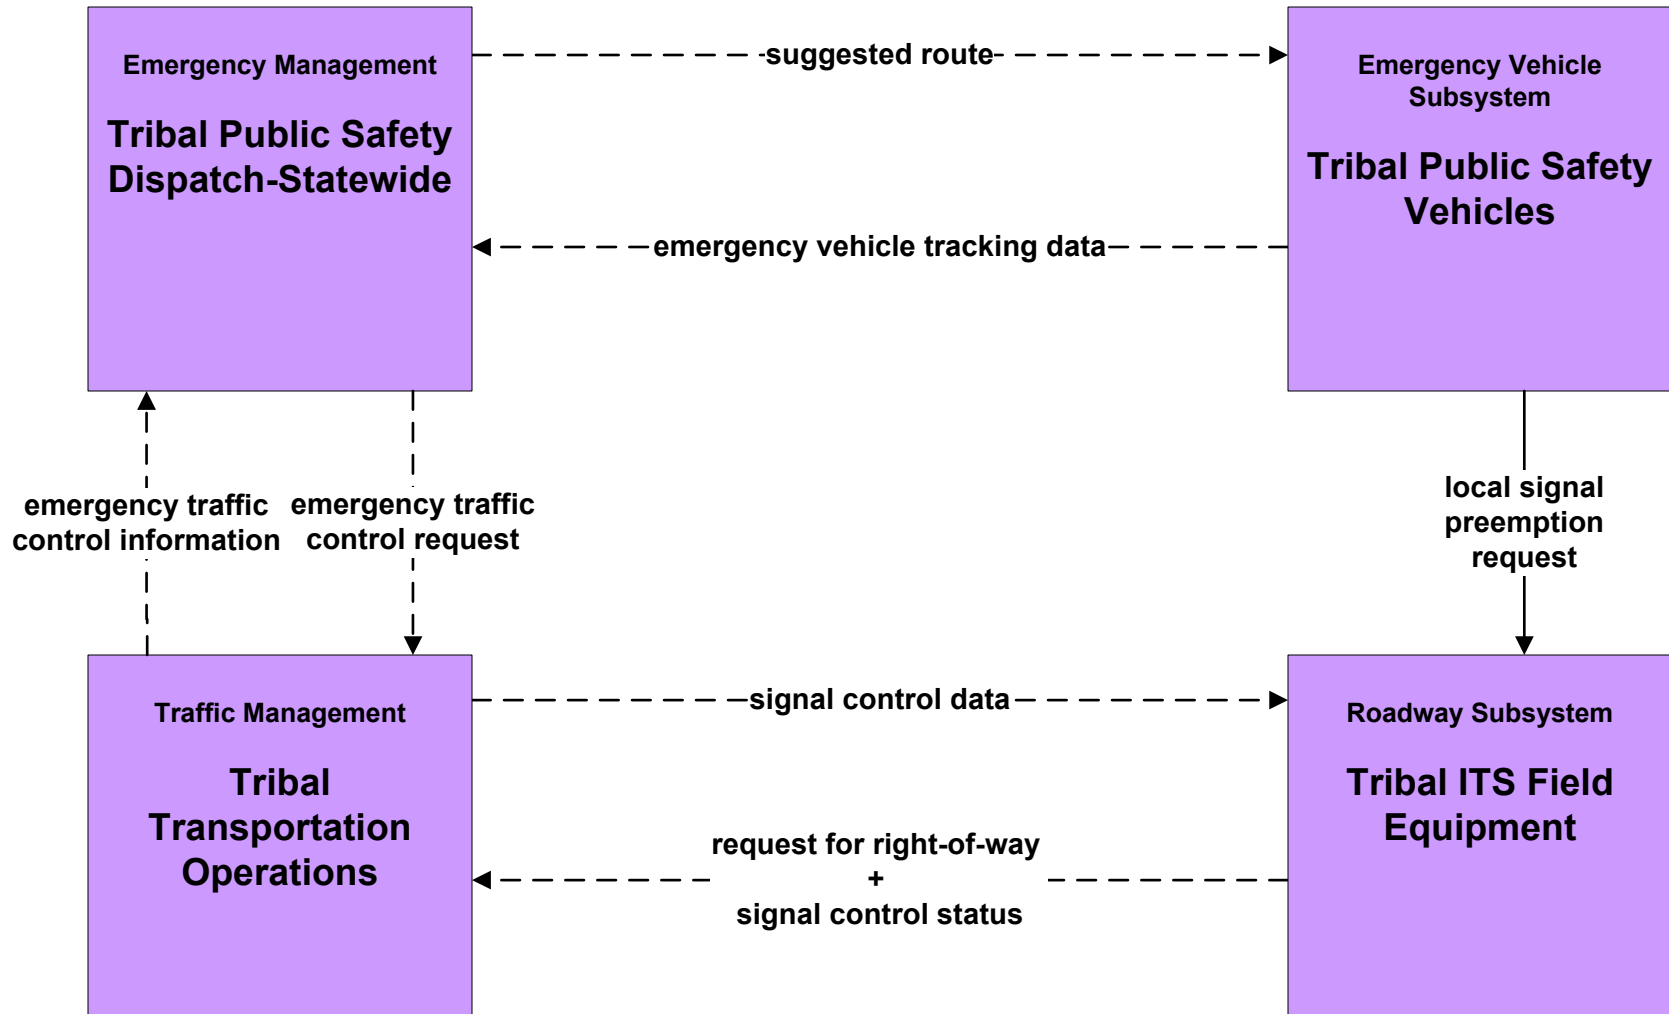 Emergency Management
Tribal Public Safety
Dispatch-Statewide
suggested route
Emergency Vehicle
Subsystem
Tribal Public Safety
Vehicles
emergency vehicle tracking data
emergency traffic
control information
emergency traffic
control request
local signal
preemption
request
Traffic Management
Tribal
Transportation
Operations
signal control data
Roadway Subsystem
Tribal ITS Field
Equipment
request for right-of-way
+
signal control status